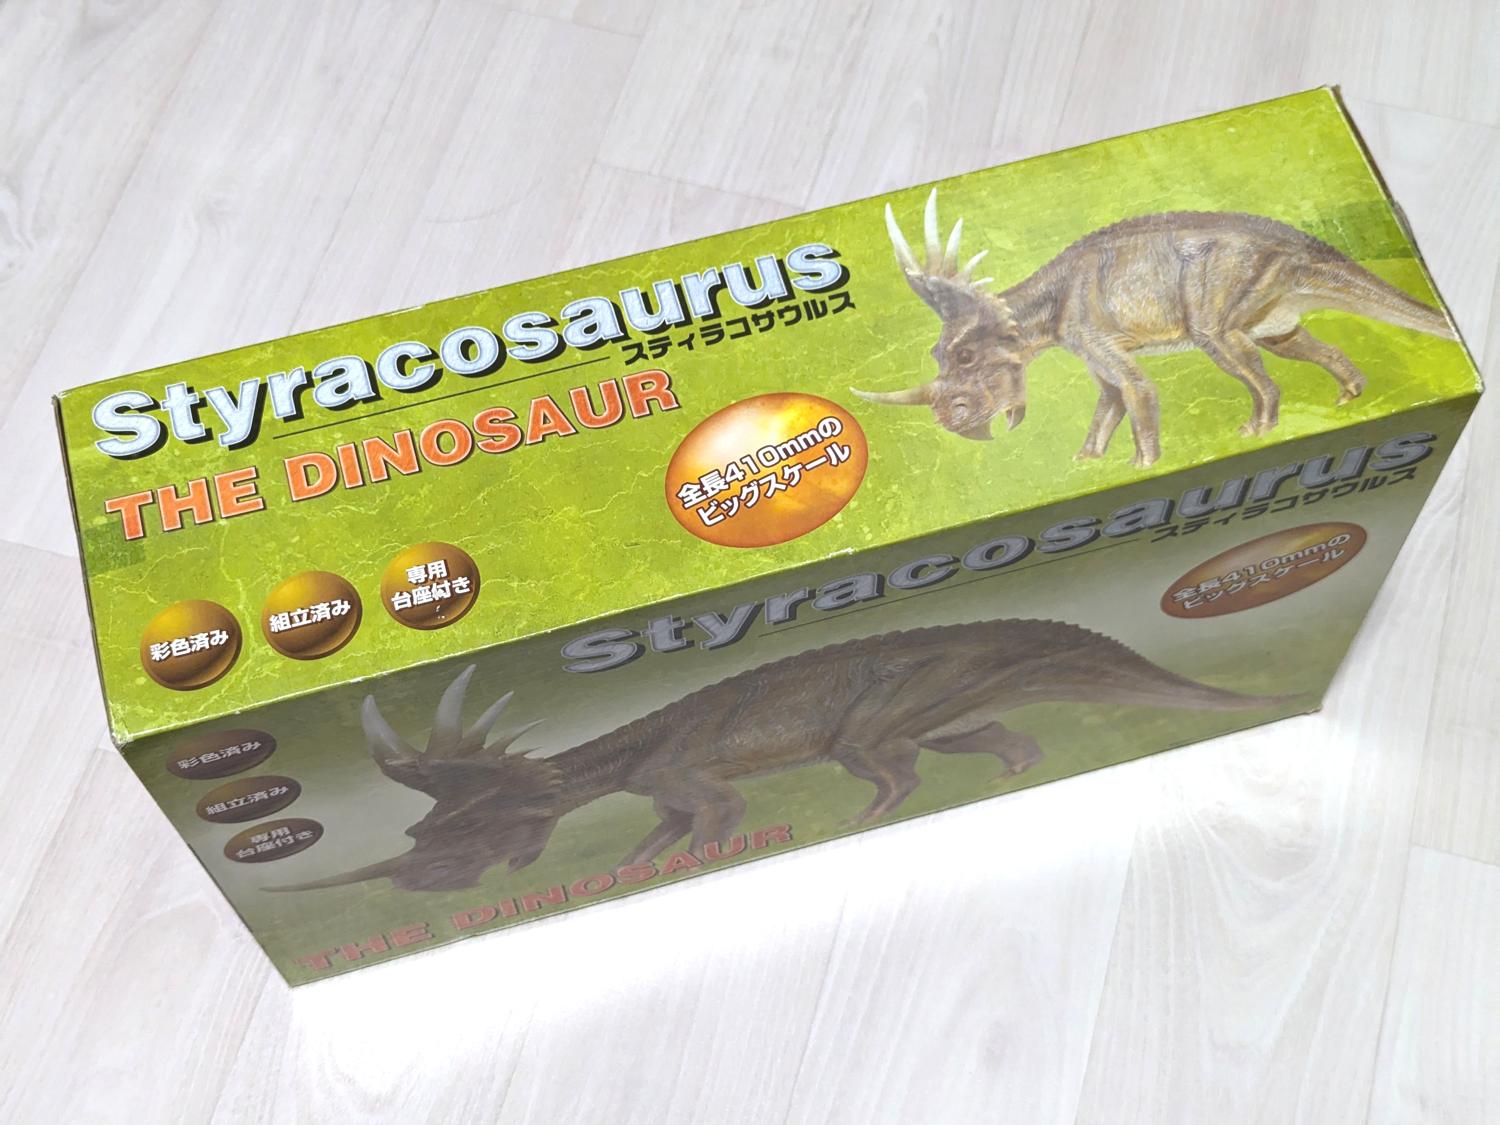 Styracosaurus
スティラコサウルス
THE DINOSAUR
全長410mmの
ビッグスケール
彩色済み
組立済み
専用
台座付き
Styracosaurus
スティラコサウルス
全長410mmの
ビッグスケール
彩色済み
組立済み
専用
台座付き
THE DINOSAUR